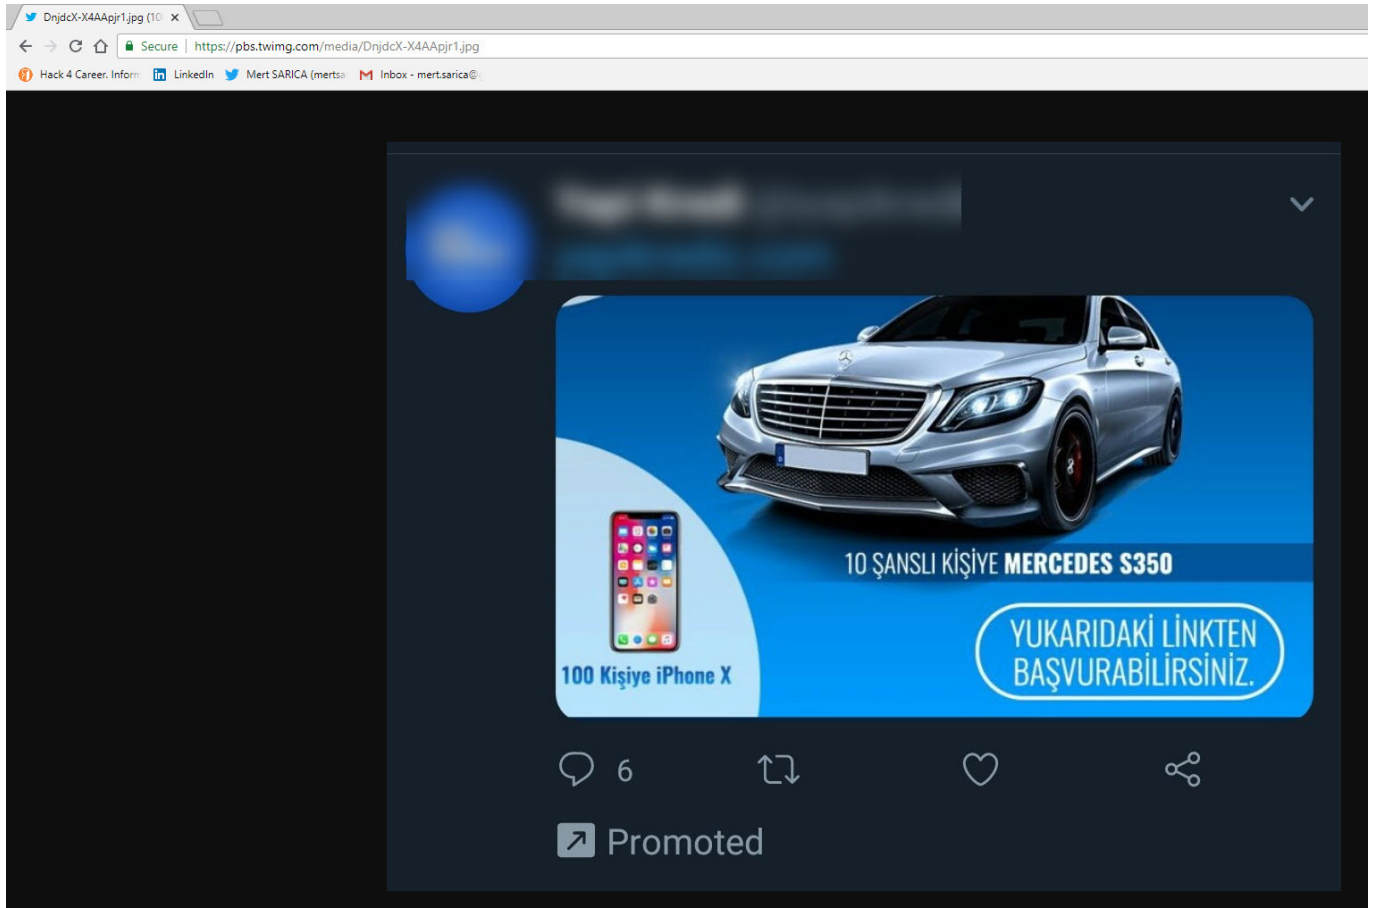 DnjdcX-X4AApjr1.jpg (10
Secure | https://pbs.twimg.com/media/DnjdcX-X4AApjr1.jpg
Hack 4 Career. Inform LinkedIn Mert SARICA (mertsa Inbox - mert.sarica@
10 ŞANSLI KİŞİYE MERCEDES S350
YUKARIDAKİ LİNKTEN
BAŞVURABİLİRSİNİZ.
100 Kişiye iPhone X
6
Promoted